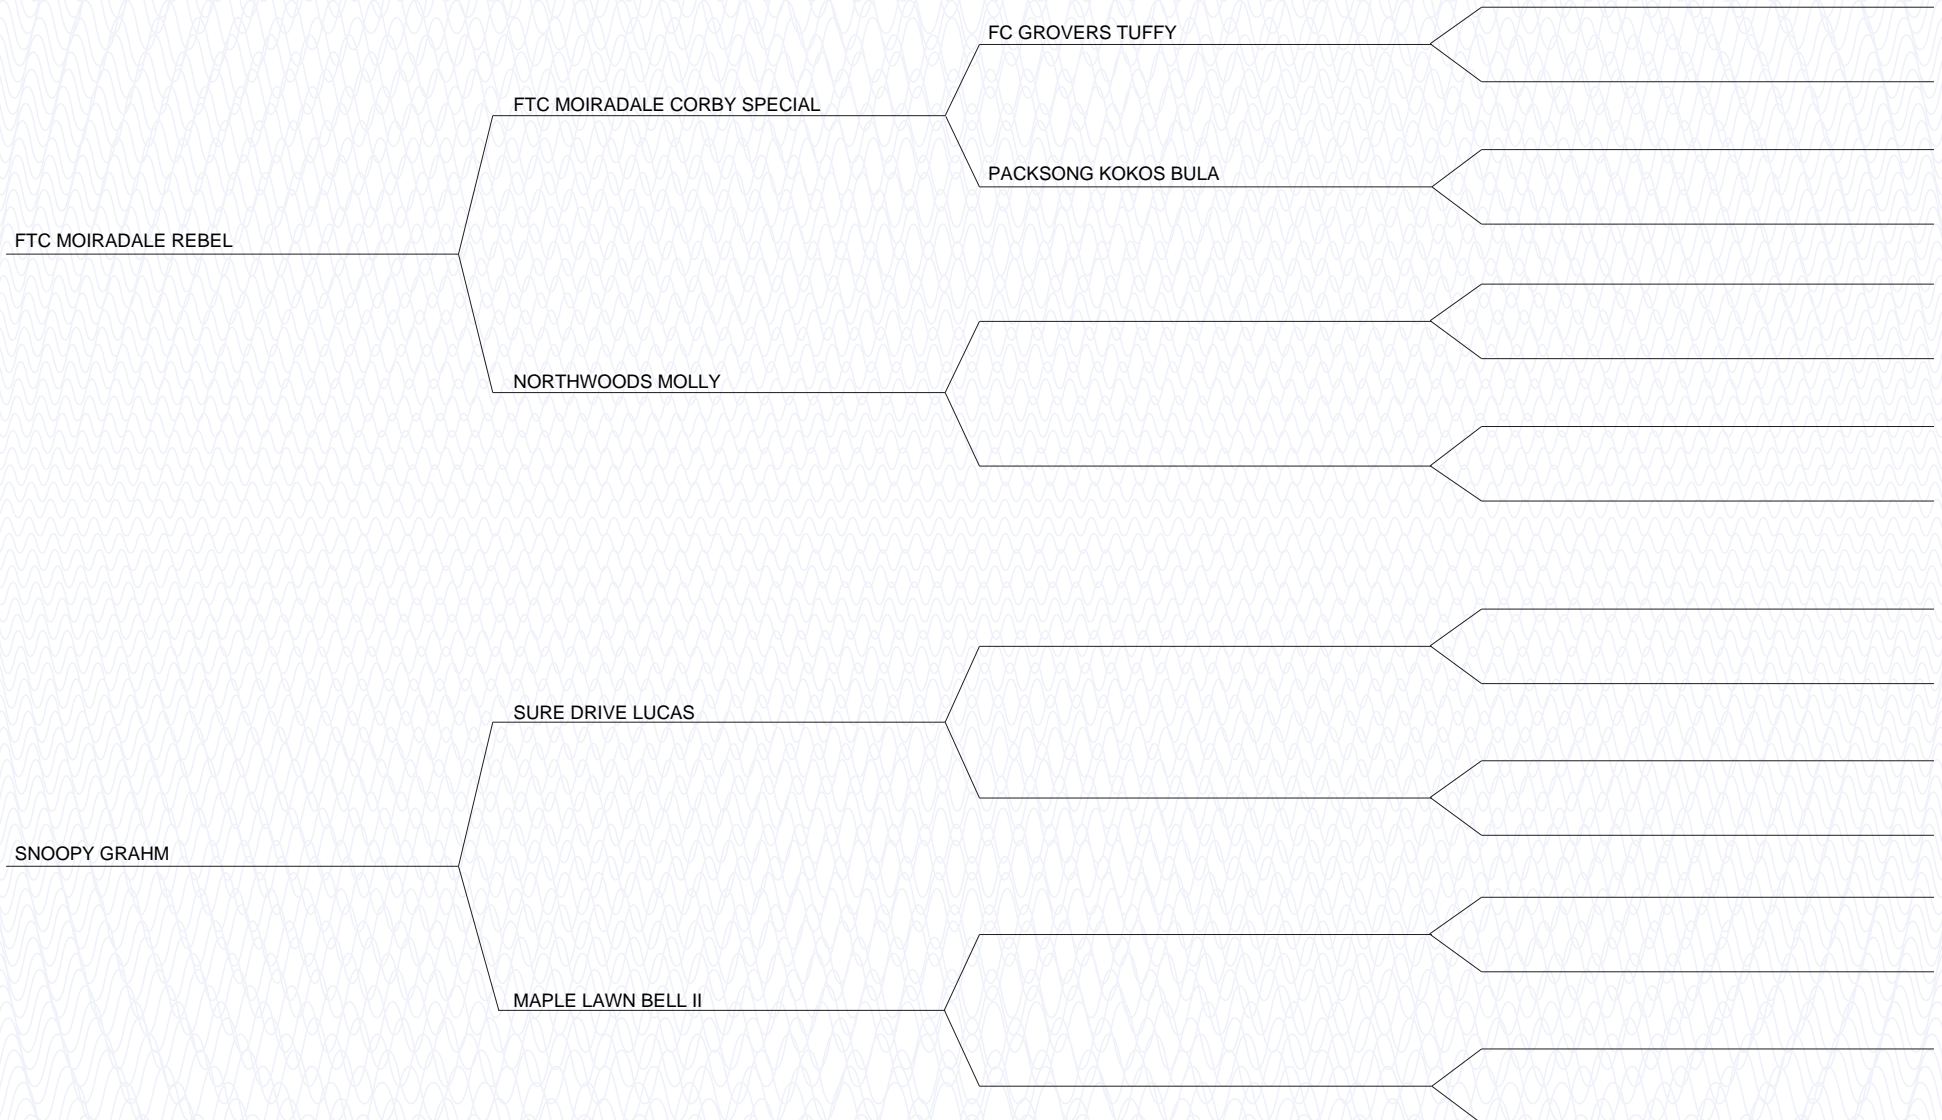 FC GROVERS TUFFY
FTC MOIRADALE CORBY SPECIAL
PACKSONG KOKOS BULA
FTC MOIRADALE REBEL
NORTHWOODS MOLLY
SURE DRIVE LUCAS
SNOOPY GRAHM
MAPLE LAWN BELL II